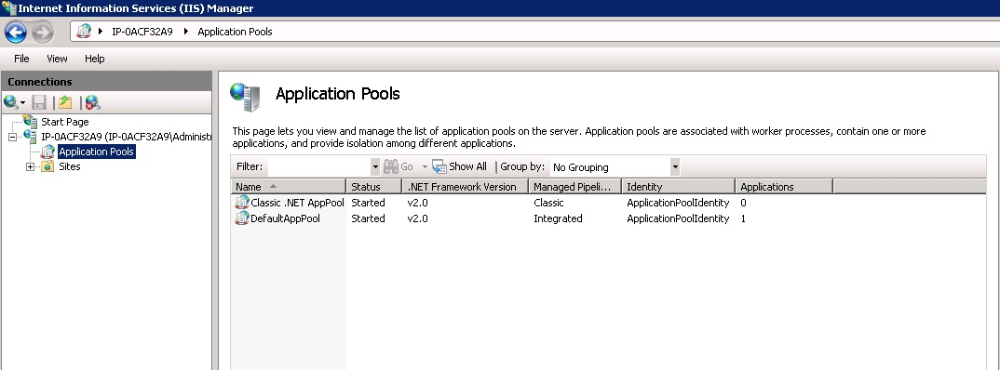 Internet Information Services (IIS) Manager
IP-0ACF32A9 Application Pools
File View Help
Connections
Start Page
IP-0ACF32A9 (IP-0ACF32A9\Administ
Application Pools
Sites
Application Pools
This page lets you view and manage the list of application pools on the server. Application pools are associated with worker processes, contain one or more
applications, and provide isolation among different applications.
Filter: Go Show All Group by: No Grouping
Name Status .NET Framework Version Managed Pipeli... Identity Applications
Classic .NET AppPool Started v2.0 Classic ApplicationPoolIdentity 0
DefaultAppPool Started v2.0 Integrated ApplicationPoolIdentity 1